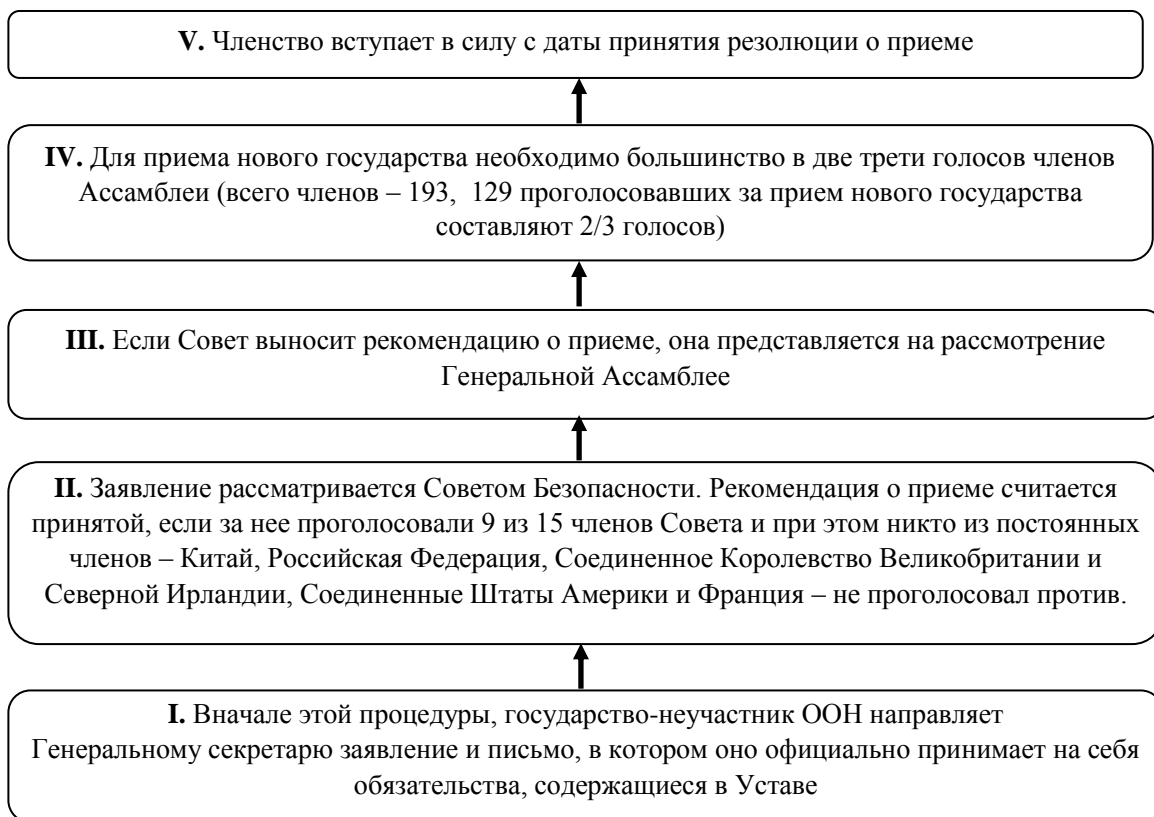 V. Членство вступает в силу с даты принятия резолюции о приеме
IV. Для приема нового государства необходимо большинство в две трети голосов членов
Ассамблеи (всего членов – 193, 129 проголосовавших за прием нового государства
составляют 2/3 голосов)
III. Если Совет выносит рекомендацию о приеме, она представляется на рассмотрение
Генеральной Ассамблее
II. Заявление рассматривается Советом Безопасности. Рекомендация о приеме считается
принятой, если за нее проголосовали 9 из 15 членов Совета и при этом никто из постоянных
членов – Китай, Российская Федерация, Соединенное Королевство Великобритании и
Северной Ирландии, Соединенные Штаты Америки и Франция – не проголосовал против.
I. Вначале этой процедуры, государство-неучастник ООН направляет
Генеральному секретарю заявление и письмо, в котором оно официально принимает на себя
обязательства, содержащиеся в Уставе